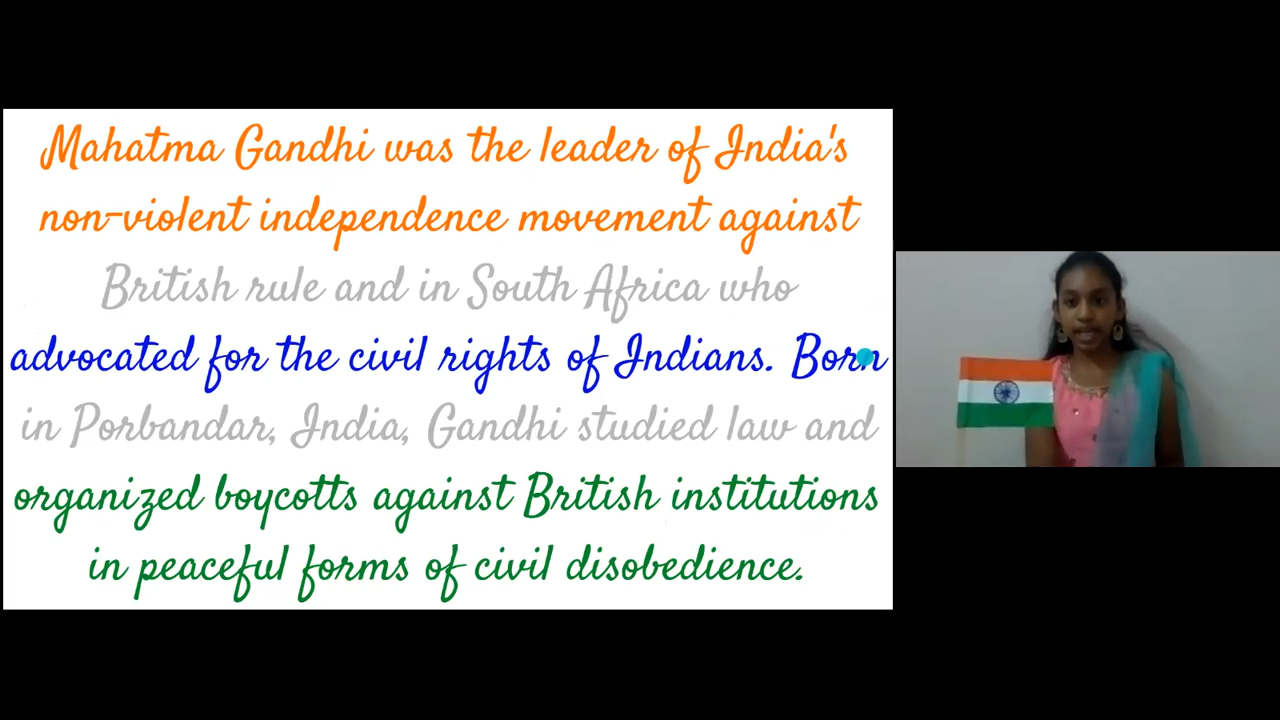 Mahatma Gandhi was the leader of India's
non-violent independence movement against
British rule and in South Africa who
advocated for the civil rights of Indians. Born
in Porbandar, India, Gandhi studied law and
organized boycotts against British institutions
in peaceful forms of civil disobedience.